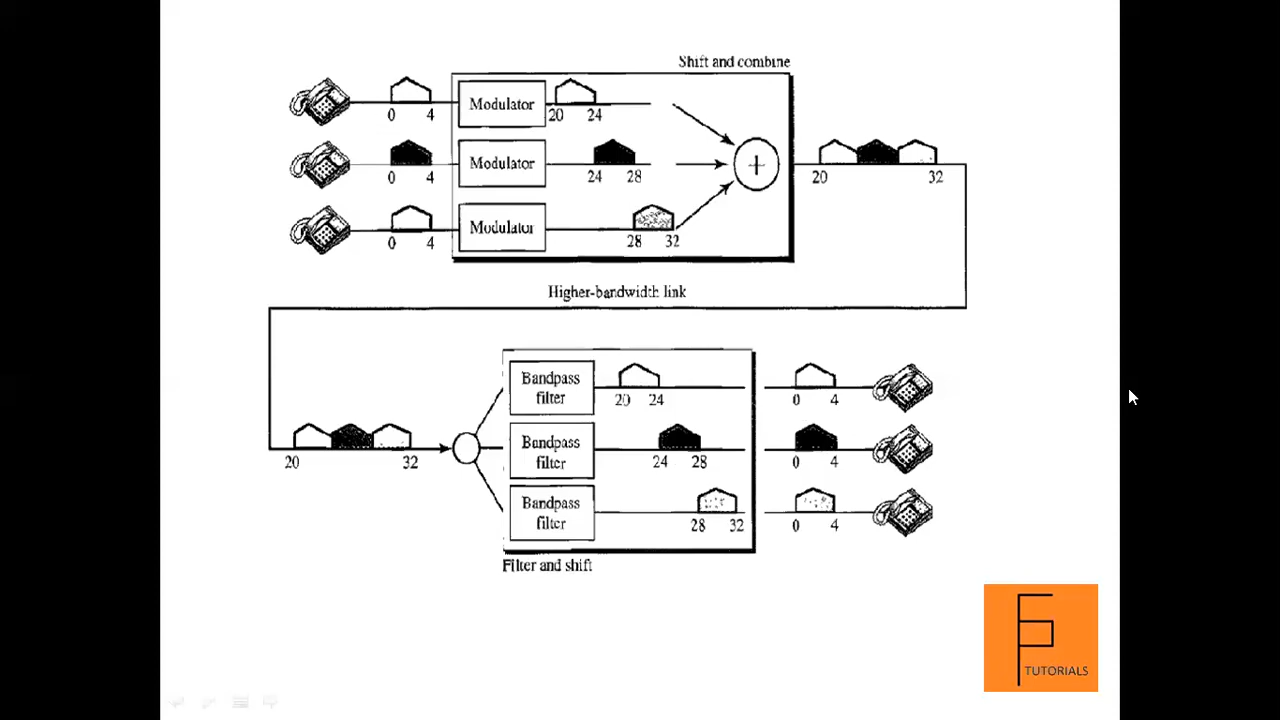 Shift and combine
Modulator
0 4 20 24
Modulator
0 4 24 28 20 32
Modulator
0 4 28 32
Higher-bandwidth link
Bandpass
filter
20 24 0 4
Bandpass
filter
20 32 24 28 0 4
Bandpass
filter
28 32 0 4
Filter and shift
TUTORIALS